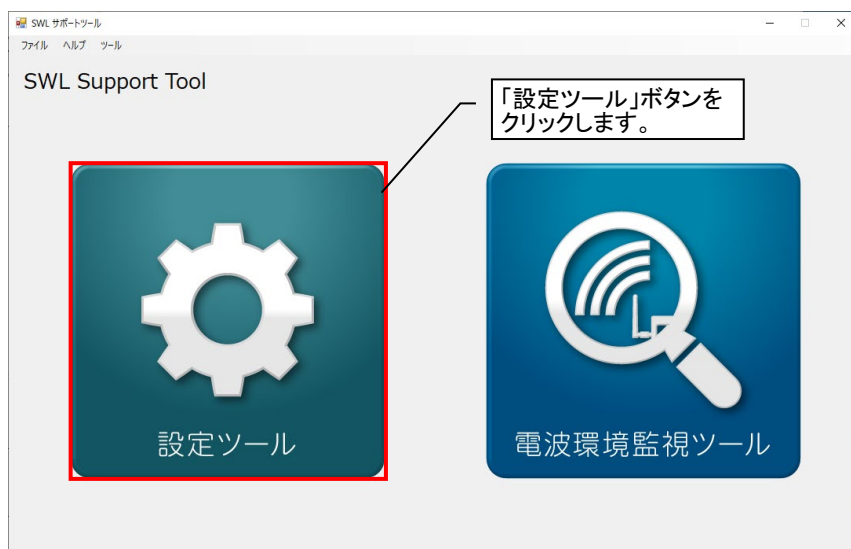 SWL サポートツール
ファイル ヘルプ ツール
SWL Support Tool
「設定ツール」ボタンを
クリックします。
設定ツール
電波環境監視ツール